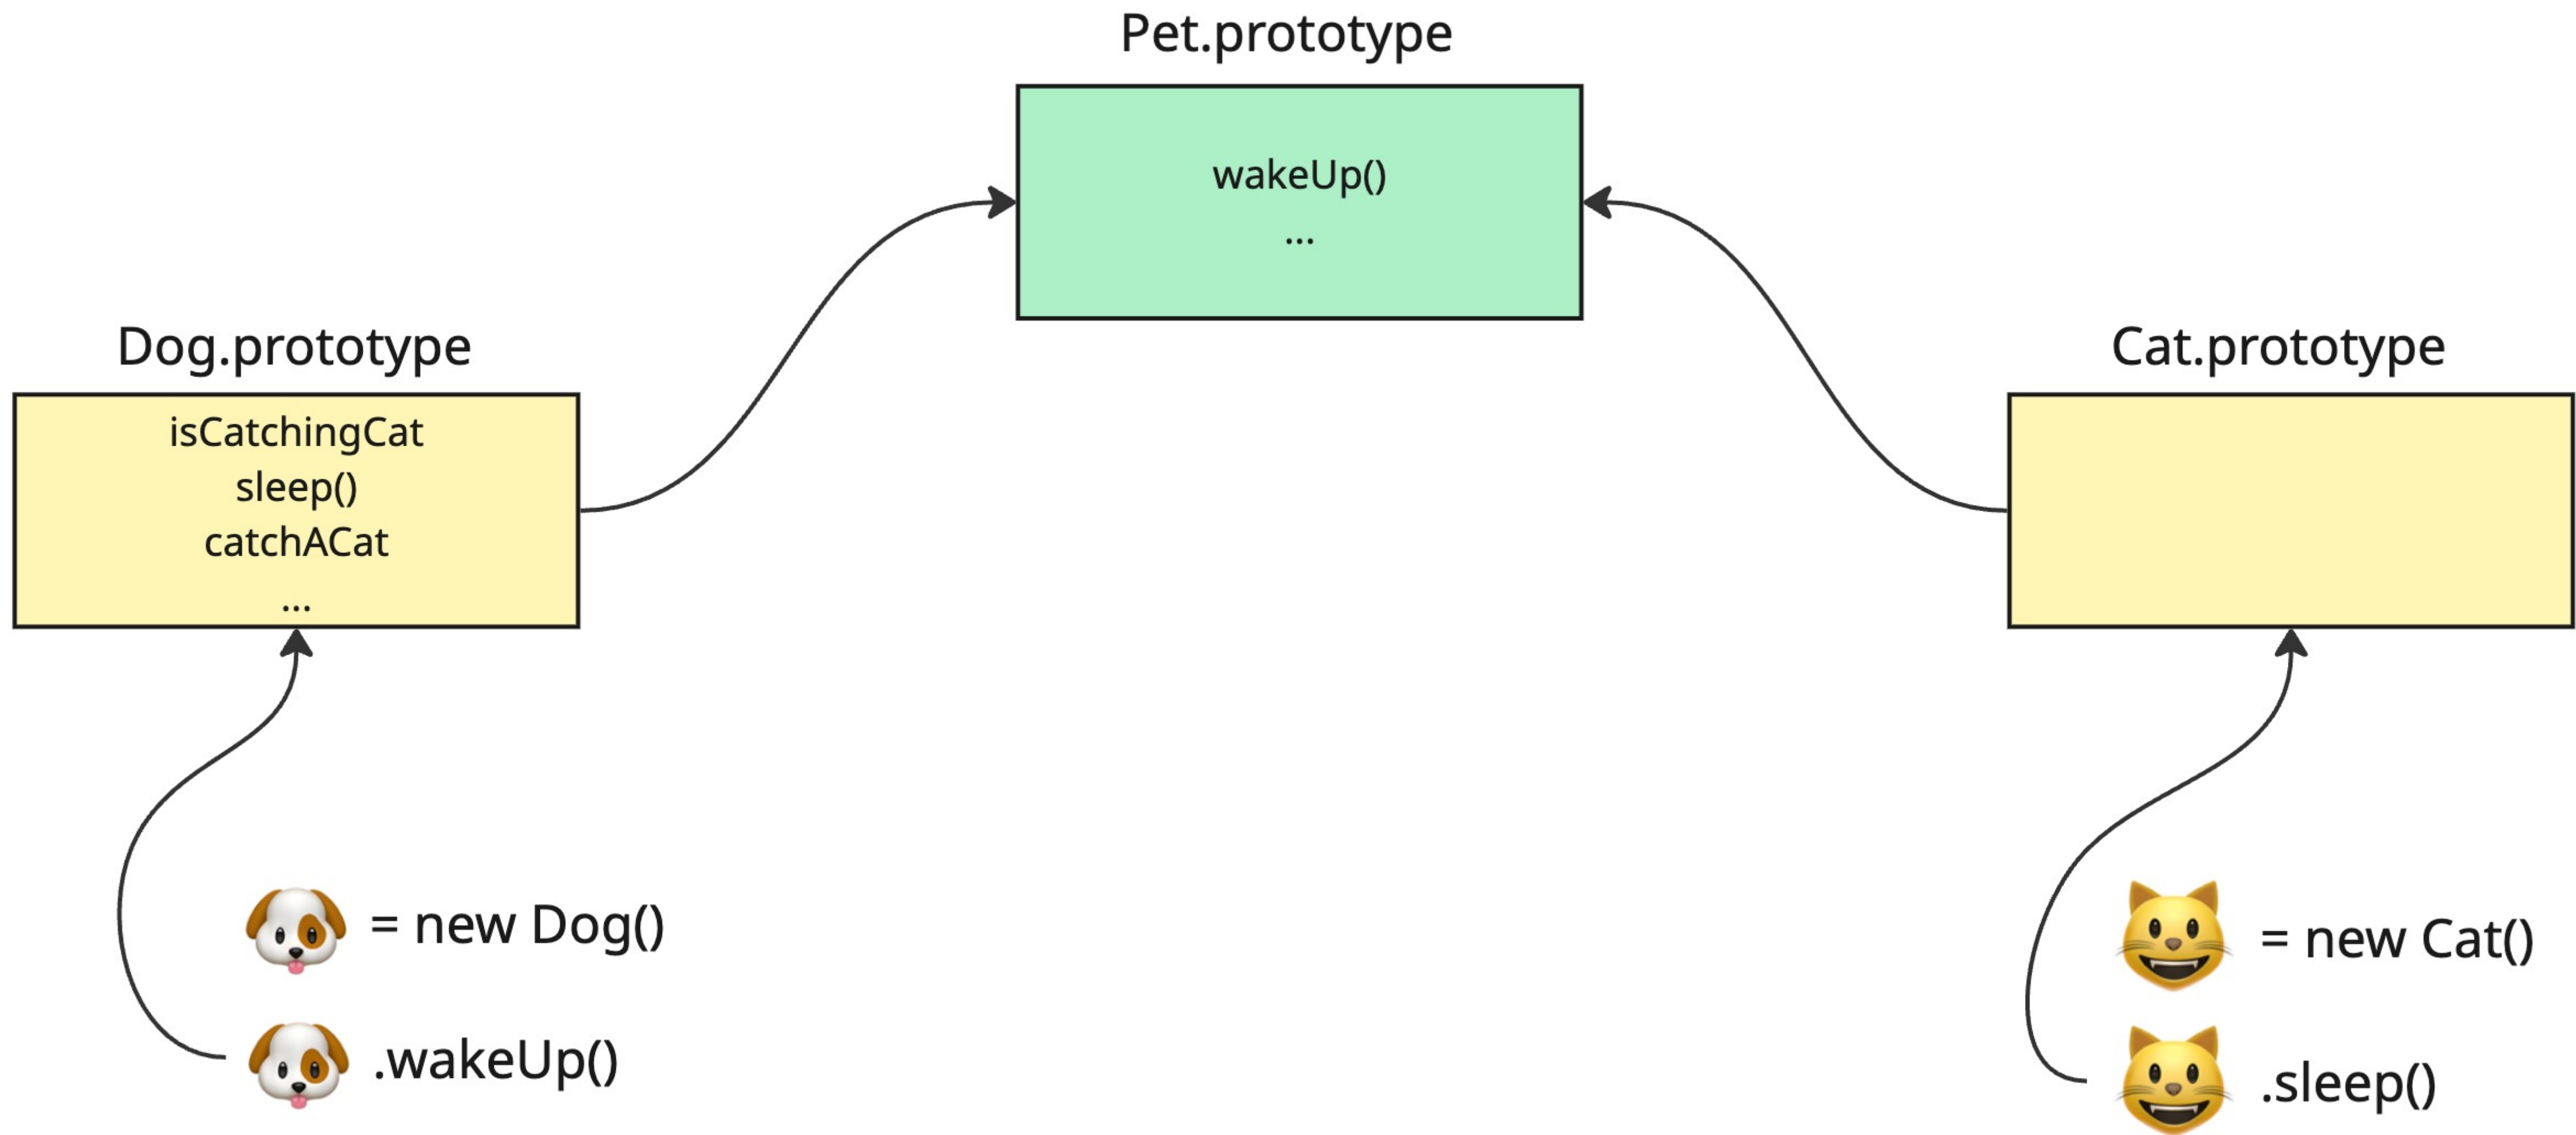 Pet.prototype
wakeUp()
...
Dog.prototype
isCatchingCat
sleep()
catchACat
...
Cat.prototype
= new Dog()
.wakeUp()
= new Cat()
.sleep()